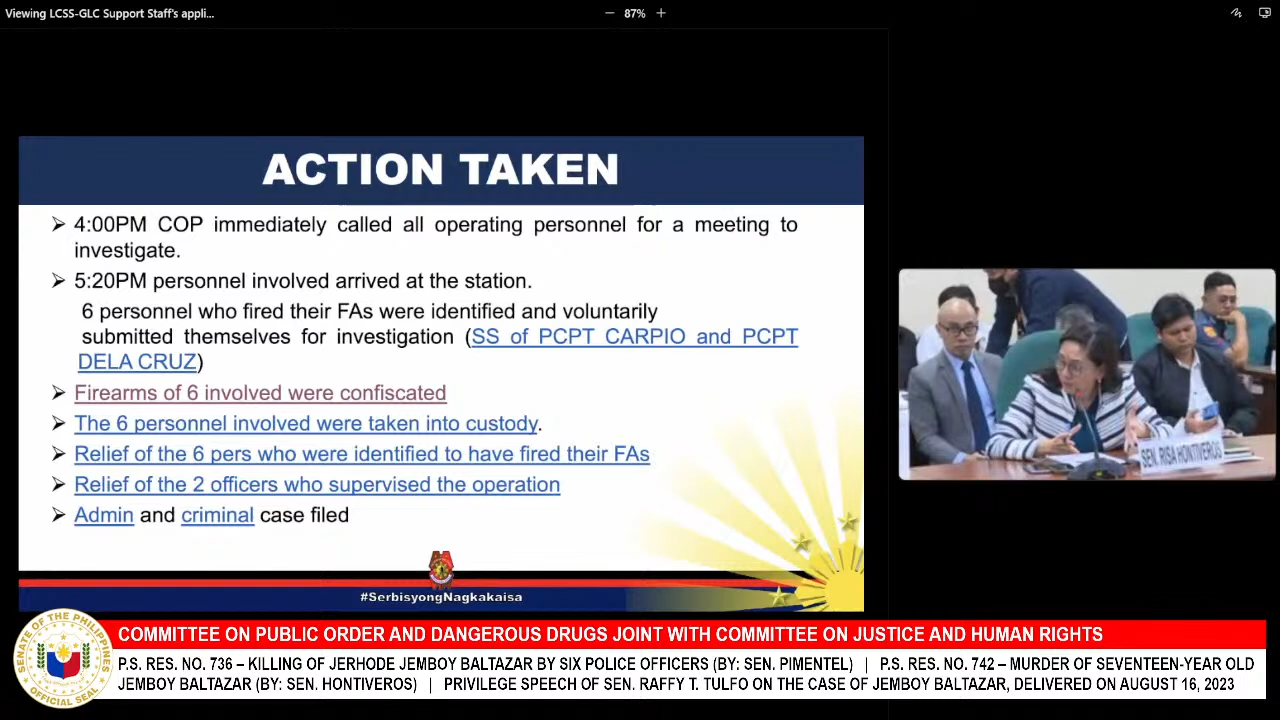 Viewing LCSS-GLC Support Staff's appli...
87%
ACTION TAKEN
➢ 4:00PM COP immediately called all operating personnel for a meeting to
investigate.
➢ 5:20PM personnel involved arrived at the station.
6 personnel who fired their FAs were identified and voluntarily
submitted themselves for investigation (SS of PCPT CARPIO and PCPT
DELA CRUZ)
➢ Firearms of 6 involved were confiscated
➢ The 6 personnel involved were taken into custody.
➢ Relief of the 6 pers who were identified to have fired their FAs
➢ Relief of the 2 officers who supervised the operation
➢ Admin and criminal case filed
#SerbisyongNagkakaisa
SEN. RISA HONTIVEROS
SENATE OF THE PHILIPPINES
OFFICIAL SEAL
COMMITTEE ON PUBLIC ORDER AND DANGEROUS DRUGS JOINT WITH COMMITTEE ON JUSTICE AND HUMAN RIGHTS
P.S. RES. NO. 736 – KILLING OF JERHODE JEMBOY BALTAZAR BY SIX POLICE OFFICERS (BY: SEN. PIMENTEL) | P.S. RES. NO. 742 – MURDER OF SEVENTEEN-YEAR OLD
JEMBOY BALTAZAR (BY: SEN. HONTIVEROS) | PRIVILEGE SPEECH OF SEN. RAFFY T. TULFO ON THE CASE OF JEMBOY BALTAZAR, DELIVERED ON AUGUST 16, 2023